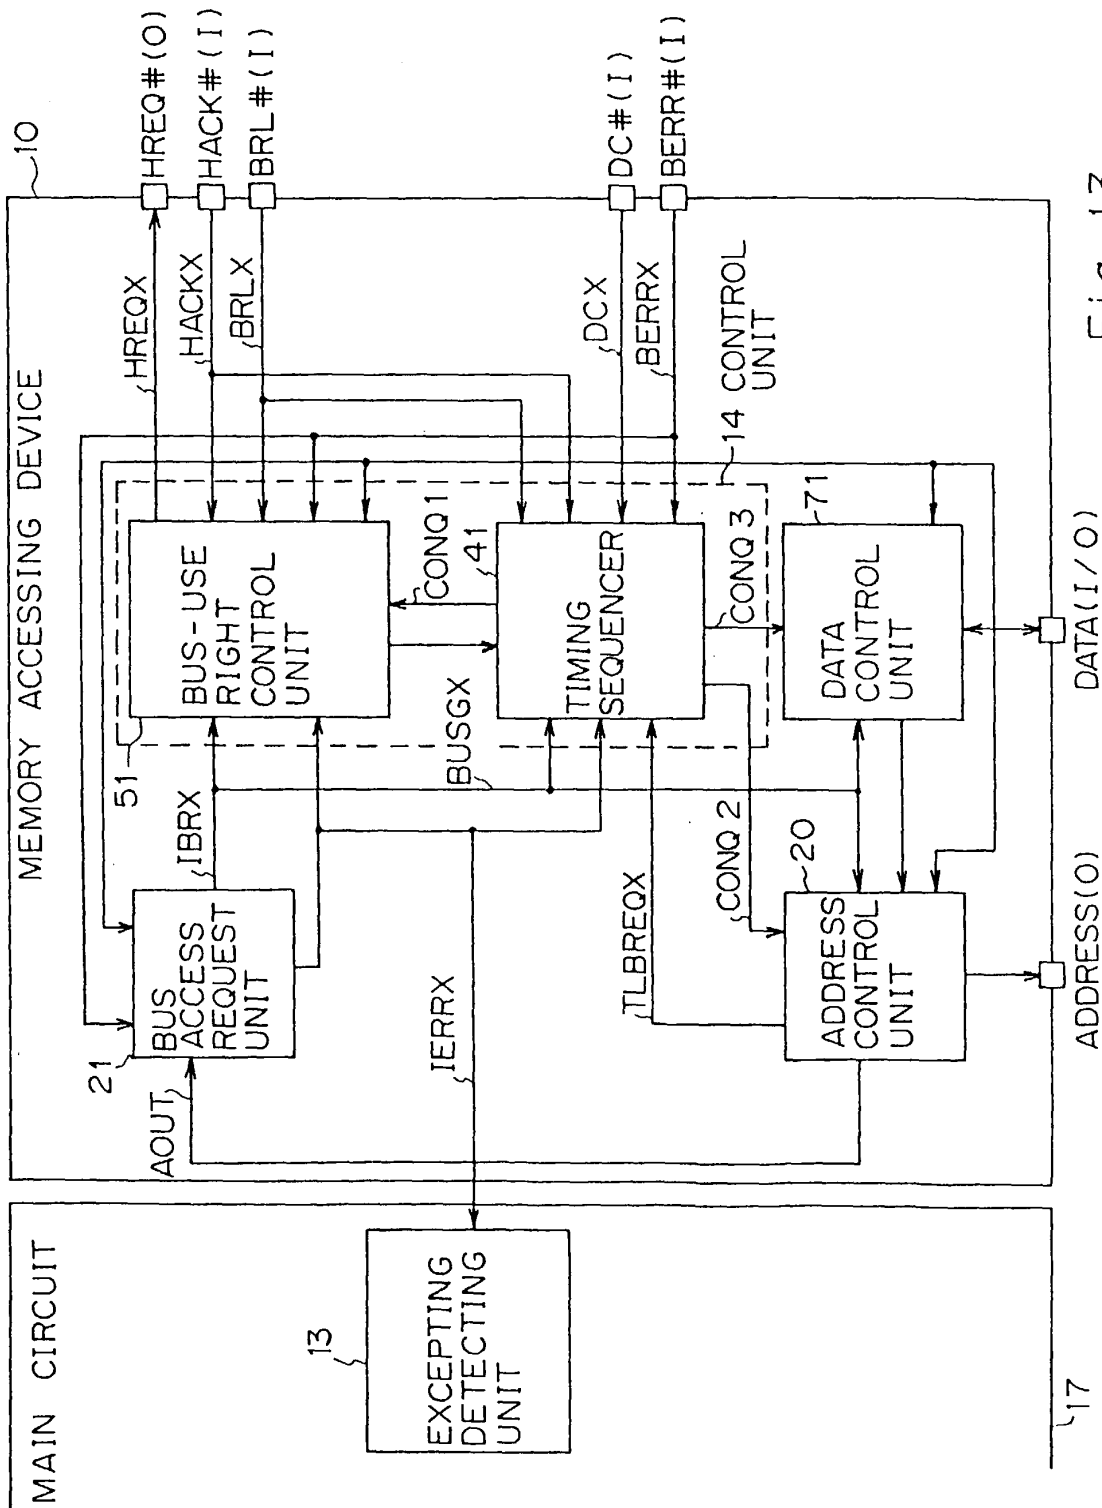 MAIN CIRCUIT
13
EXCEPTING
DETECTING
UNIT
17
MEMORY ACCESSING DEVICE
10
AOUT
21
BUS
ACCESS
REQUEST
UNIT
IBRX
IERRX
51
BUS-USE
RIGHT
CONTROL
UNIT
HREQX
HACKX
BRLX
HREQ#(O)
HACK#(I)
BRL#(I)
BUSGX
CONQ 1
41
TIMING
SEQUENCER
DCX
BERRX
DC#(I)
BERR#(I)
14 CONTROL
UNIT
TLBREQX
CONQ 2
CONQ 3
20
ADDRESS
CONTROL
UNIT
71
DATA
CONTROL
UNIT
ADDRESS(O)
DATA(I/O)
Fig.